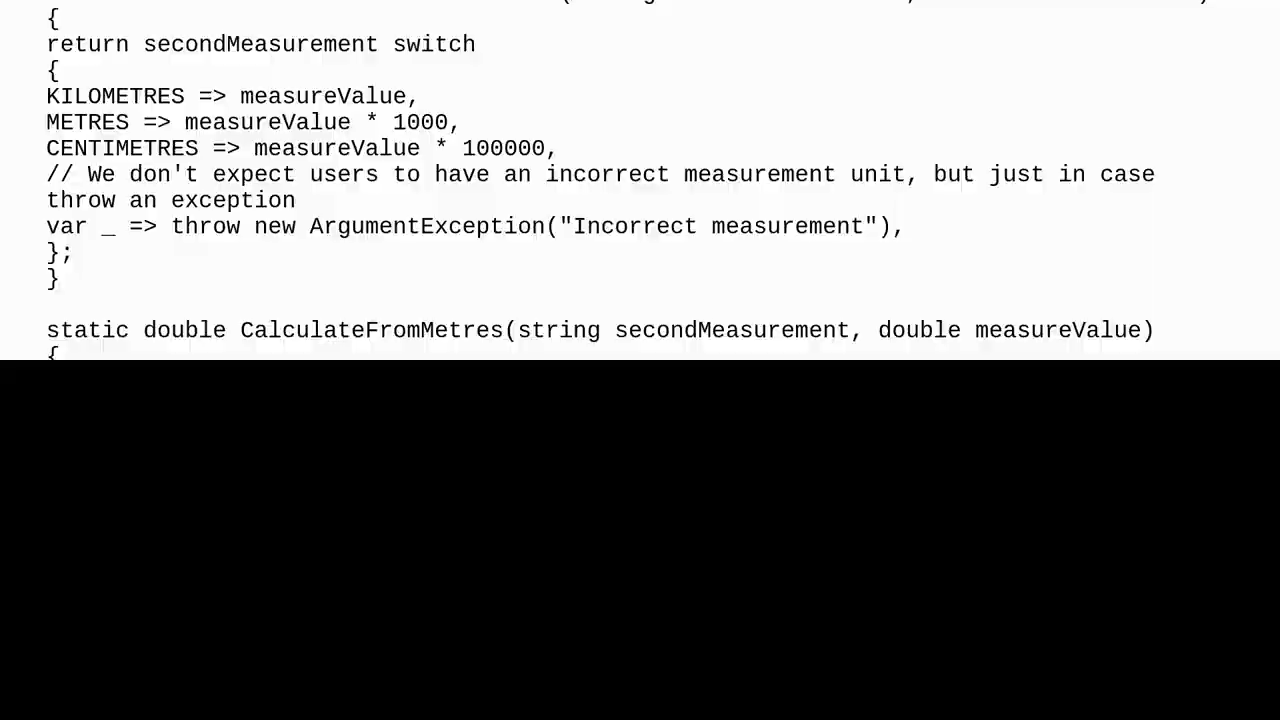 {
return secondMeasurement switch
{
KILOMETRES => measureValue,
METRES => measureValue * 1000,
CENTIMETRES => measureValue * 100000,
// We don't expect users to have an incorrect measurement unit, but just in case
throw an exception
var _ => throw new ArgumentException("Incorrect measurement"),
};
}

static double CalculateFromMetres(string secondMeasurement, double measureValue)
{